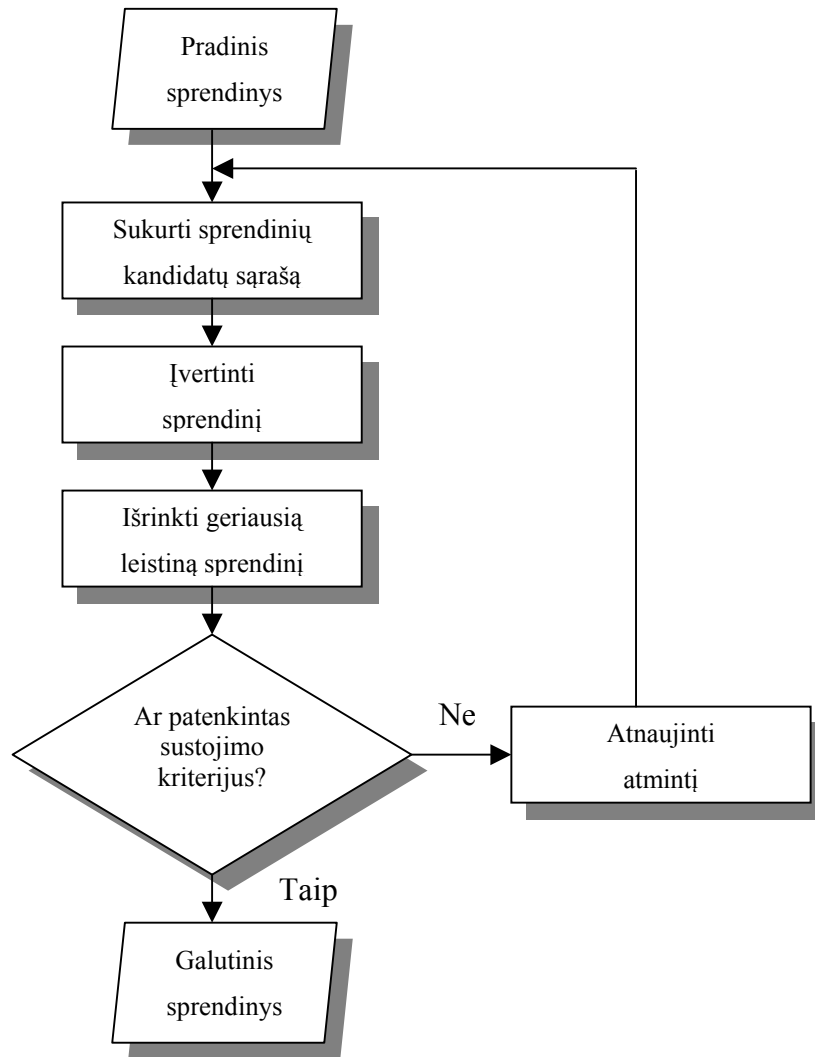 Pradinis
sprendinys
Sukurti sprendinių
kandidatų sąrašą
Įvertinti
sprendinį
Išrinkti geriausią
leistiną sprendinį
Ar patenkintas
sustojimo
kriterijus?
Ne
Atnaujinti
atmintį
Taip
Galutinis
sprendinys